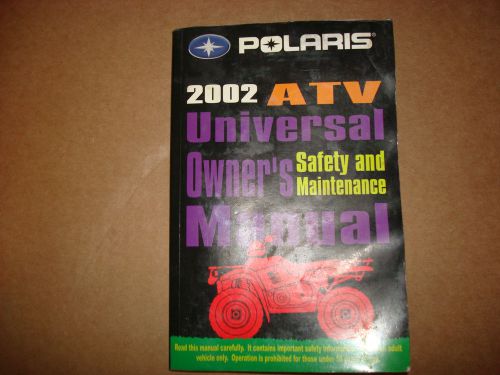 POLARIS®
2002 ATV
Universal
Owner's Safety and
Maintenance
Manual
Read this manual carefully. It contains important safety adult
vehicle only. Operation is prohibited for those under